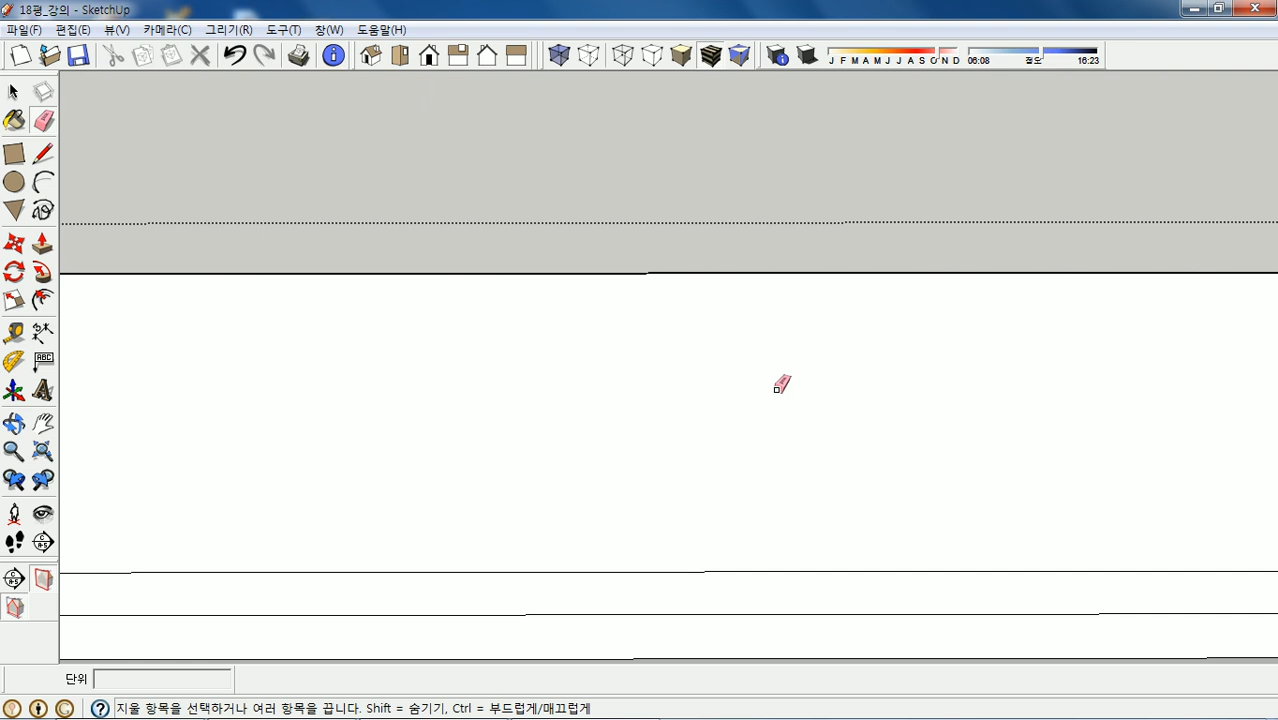 18평_강의 - SketchUp
파일(F) 편집(E) 뷰(V) 카메라(C) 그리기(R) 도구(T) 창(W) 도움말(H)
J F M A M J J A S O N D 06:08 정오 16:23
ABC
단위
지울 항목을 선택하거나 여러 항목을 끕니다. Shift = 숨기기, Ctrl = 부드럽게/매끄럽게